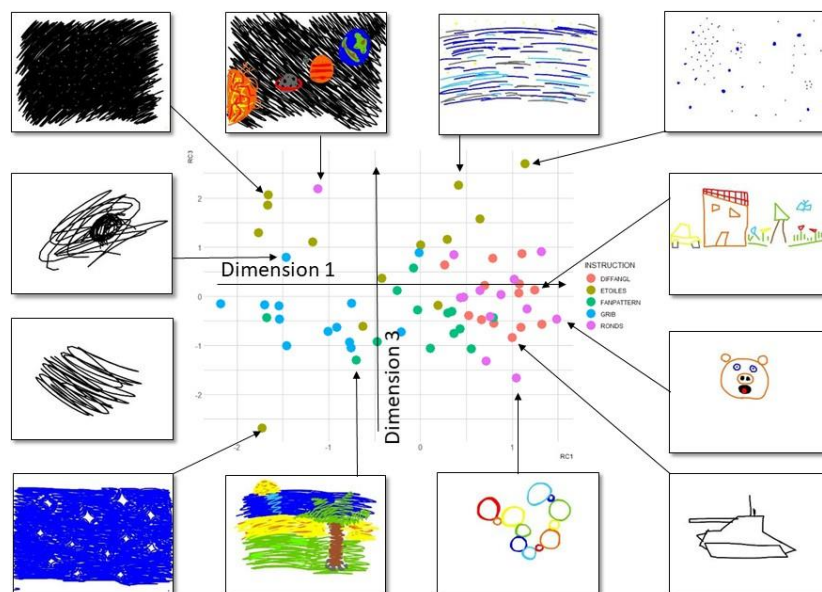 RC3
2
1
0
-1
-2
-2
-1
0
1
RC1
Dimension 1
Dimension 3
INSTRUCTION
DIFFANGL
ETOILES
FANPATTERN
GRIB
RONDS